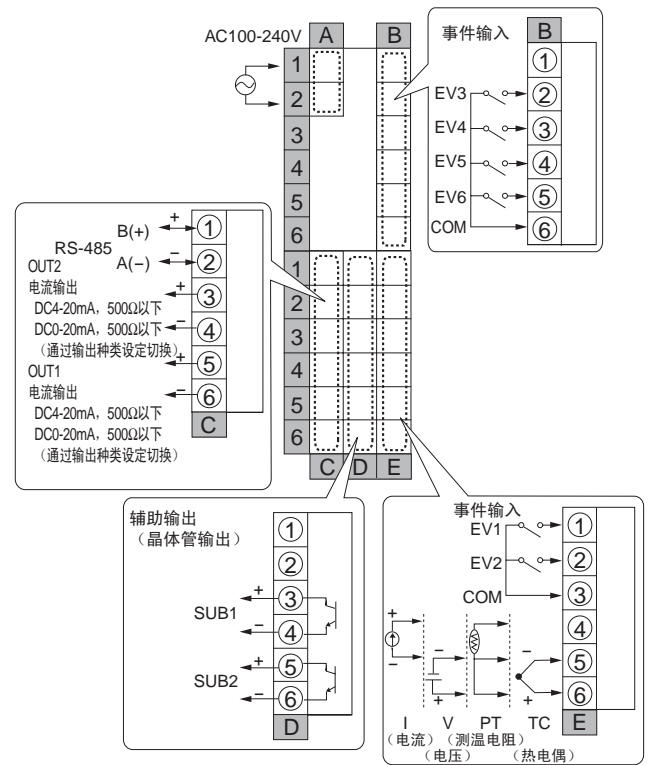 AC100-240V
A
B
1
2
3
4
5
6
1
2
3
4
5
6
C
D
E
事件输入
B
①
EV3
②
EV4
③
EV5
④
EV6
⑤
COM
⑥
B(+)
+
①
RS-485
A(−)
−
②
OUT2
电流输出
+
③
DC4-20mA，500Ω以下
DC0-20mA，500Ω以下
−
④
（通过输出种类设定切换）
+
⑤
OUT1
电流输出
−
⑥
DC4-20mA，500Ω以下
C
DC0-20mA，500Ω以下
（通过输出种类设定切换）
辅助输出
（晶体管输出）
①
②
SUB1
+
③
−
④
SUB2
+
⑤
−
⑥
D
事件输入
EV1
①
EV2
②
COM
③
④
⑤
⑥
+
−
−
+
−
+
I
V
PT
TC
E
（电流）
（测温电阻）
（电压）
（热电偶）